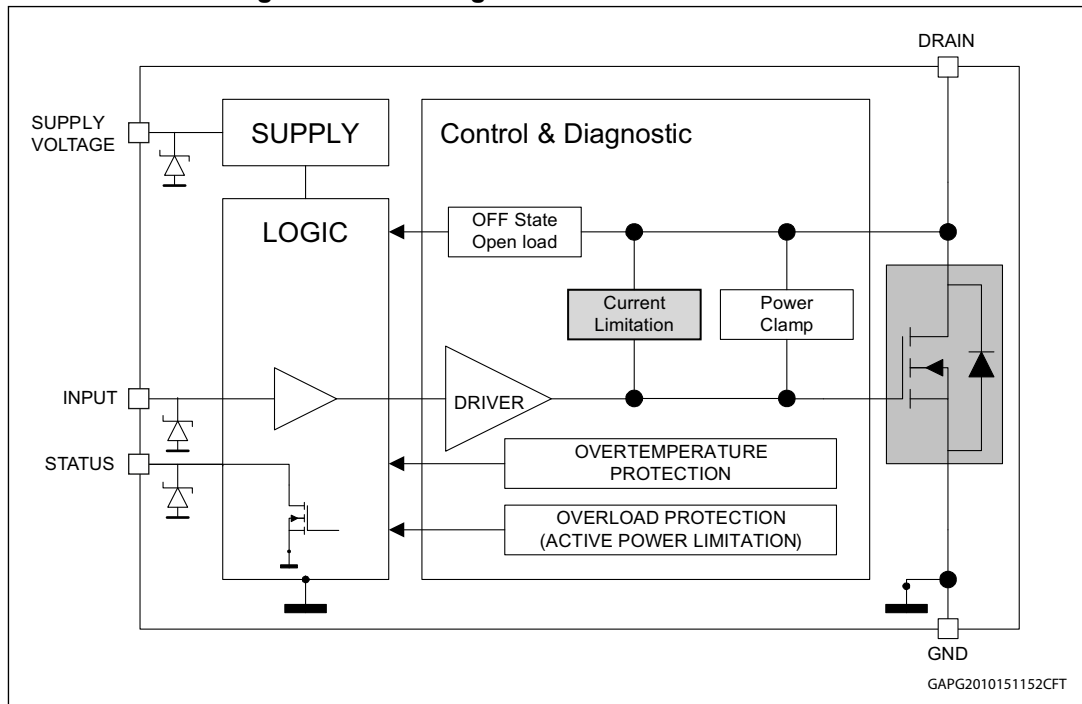 DRAIN
SUPPLY
VOLTAGE
SUPPLY
Control & Diagnostic
LOGIC
OFF State
Open load
Current
Limitation
Power
Clamp
INPUT
DRIVER
STATUS
OVERTEMPERATURE
PROTECTION
OVERLOAD PROTECTION
(ACTIVE POWER LIMITATION)
GND
GAPG2010151152CFT